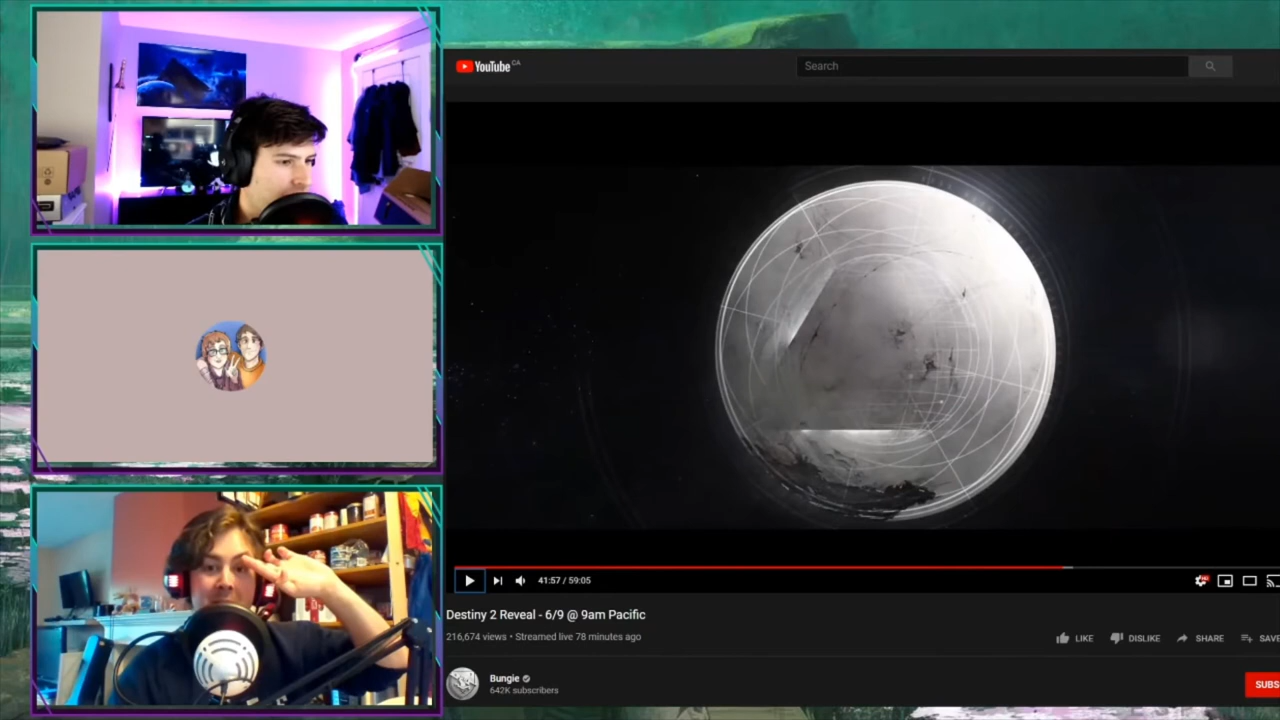 YouTube CA
Search
41:57 / 59:05
Destiny 2 Reveal - 6/9 @ 9am Pacific
216,674 views • Streamed live 78 minutes ago
LIKE DISLIKE SHARE SAVE
Bungie
642K subscribers
SUBS